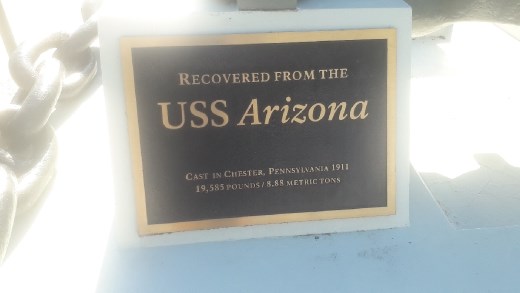 RECOVERED FROM THE
USS Arizona
CAST IN CHESTER, PENNSYLVANIA 1911
19,585 POUNDS / 8.88 METRIC TONS